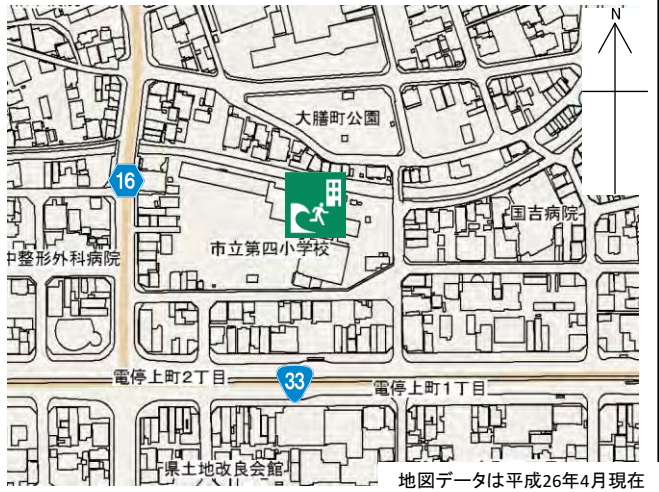 N
大膳町公園
16
国吉病院
市立第四小学校
中整形外科病院
電停上町2丁目
33
電停上町1丁目
県土地改良会館
地図データは平成26年4月現在